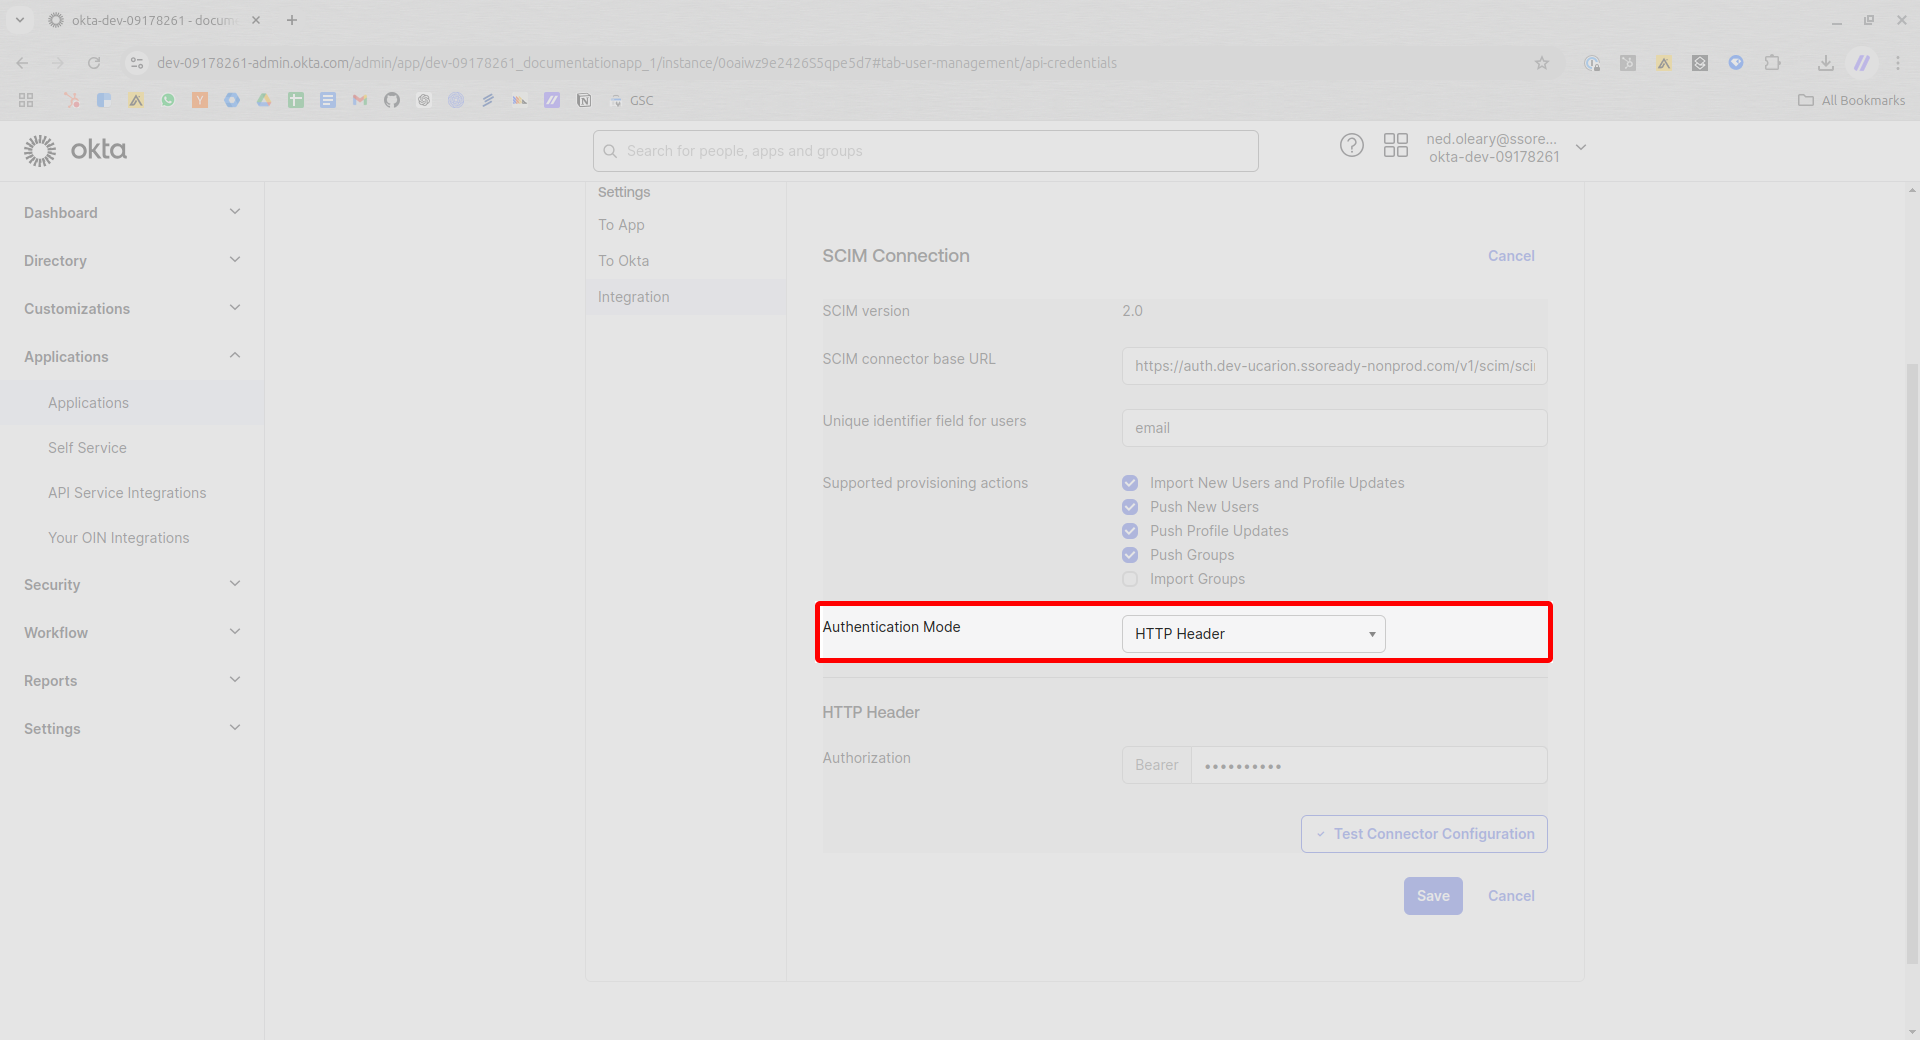 okta-dev-09178261 - docum
dev-09178261-admin.okta.com/admin/app/dev-09178261_documentationapp_1/instance/0oaiwz9e2426S5qpe5d7#tab-user-management/api-credentials
GSC
All Bookmarks
okta
Search for people, apps and groups
ned.oleary@ssore...
okta-dev-09178261
Dashboard
Directory
Customizations
Applications
Applications
Self Service
API Service Integrations
Your OIN Integrations
Security
Workflow
Reports
Settings
Settings
To App
To Okta
Integration
SCIM Connection
Cancel
SCIM version
2.0
SCIM connector base URL
https://auth.dev-ucarion.ssoready-nonprod.com/v1/scim/sci
Unique identifier field for users
email
Supported provisioning actions
Import New Users and Profile Updates
Push New Users
Push Profile Updates
Push Groups
Import Groups
Authentication Mode
HTTP Header
HTTP Header
Authorization
Bearer
••••••••••
Test Connector Configuration
Save
Cancel